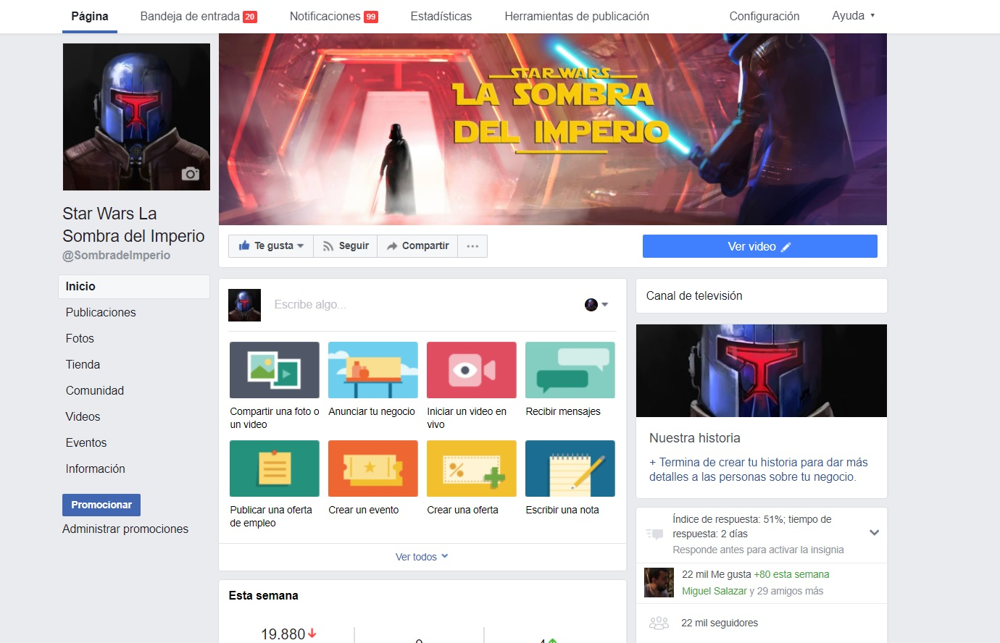 Página
Bandeja de entrada 20
Notificaciones 99
Estadísticas
Herramientas de publicación
Configuración
Ayuda
STAR WARS
LA SOMBRA
DEL IMPERIO
Star Wars La
Sombra del Imperio
@SombradelImperio
Inicio
Publicaciones
Fotos
Tienda
Comunidad
Videos
Eventos
Información
Promocionar
Administrar promociones
Te gusta
Seguir
Compartir
...
Ver video
Escribe algo...
Compartir una foto o
un video
Anunciar tu negocio
Iniciar un video en
vivo
Recibir mensajes
Publicar una oferta
de empleo
Crear un evento
Crear una oferta
Escribir una nota
Ver todos
Esta semana
19.880
Canal de televisión
Nuestra historia
+ Termina de crear tu historia para dar más
detalles a las personas sobre tu negocio.
Índice de respuesta: 51%; tiempo de
respuesta: 2 días
Responde antes para activar la insignia
22 mil Me gusta +80 esta semana
Miguel Salazar y 29 amigos más
22 mil seguidores